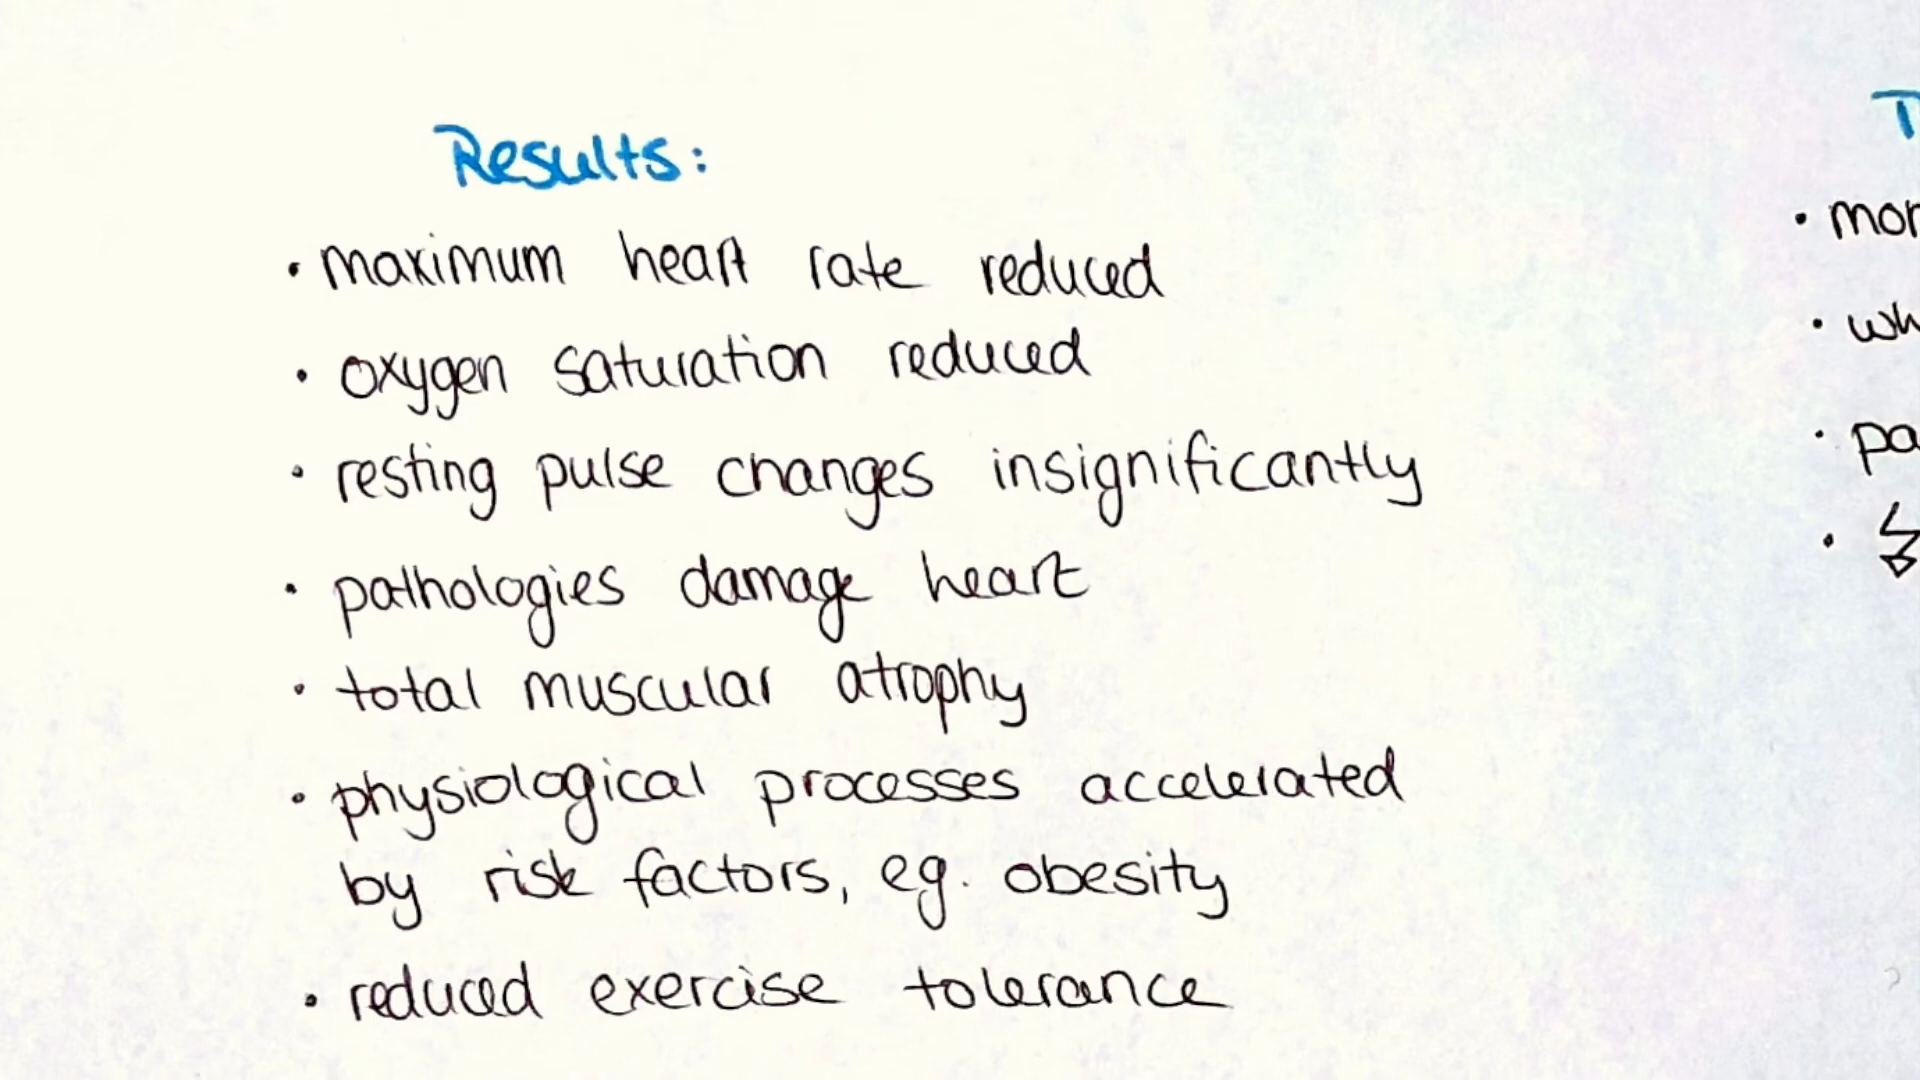 Results:
• maximum heart rate reduced
• oxygen saturation reduced
• resting pulse changes insignificantly
• pathologies damage heart
• total muscular atrophy
• physiological processes accelerated
by risk factors, eg. obesity
• reduced exercise tolerance